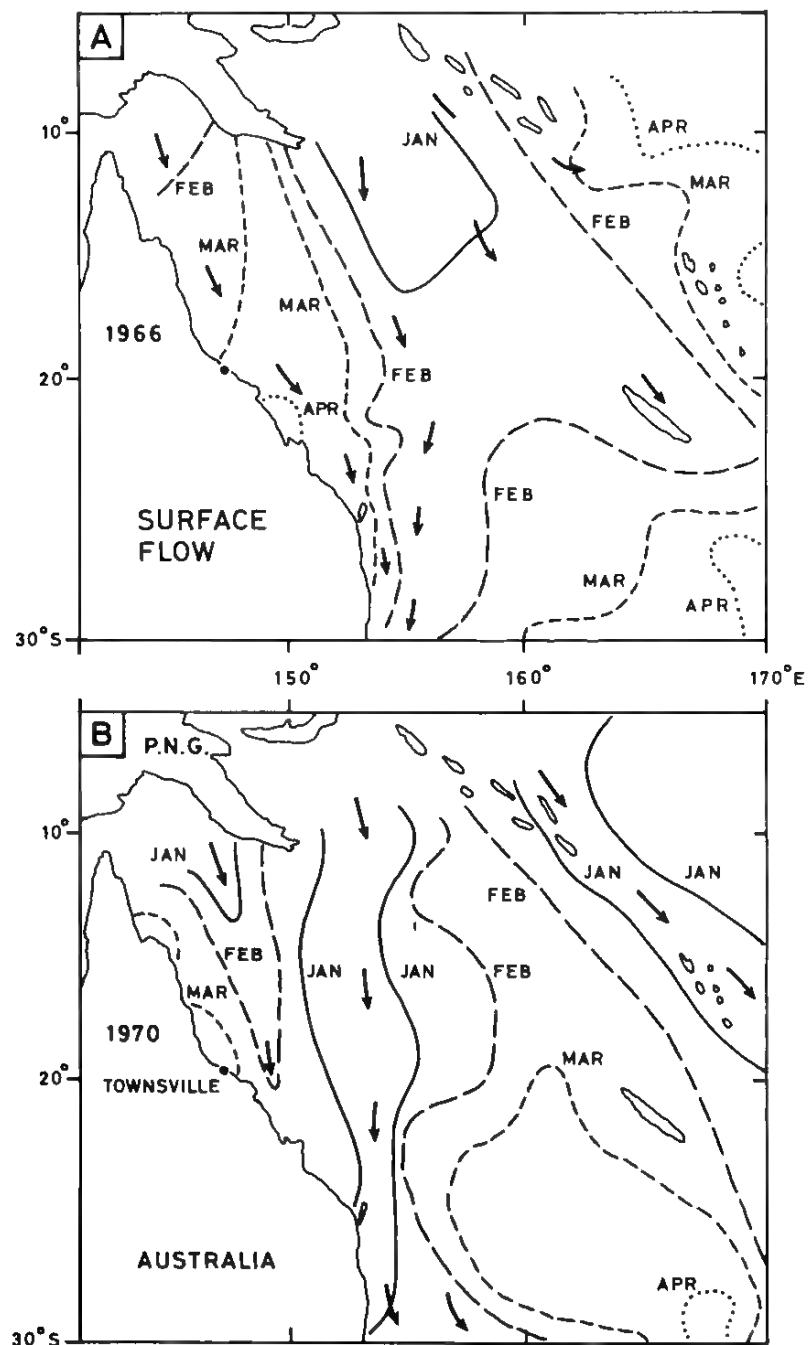 A
10°
APR
JAN
FEB
MAR
FEB
MAR
MAR
1966
FEB
20°
APR
FEB
SURFACE
FLOW
MAR
APR
30°S
150°
160°
170°E
B
P.N.G.
10°
JAN
JAN
JAN
FEB
FEB
JAN
JAN
FEB
MAR
1970
MAR
20°
TOWNSVILLE
AUSTRALIA
APR
30°S